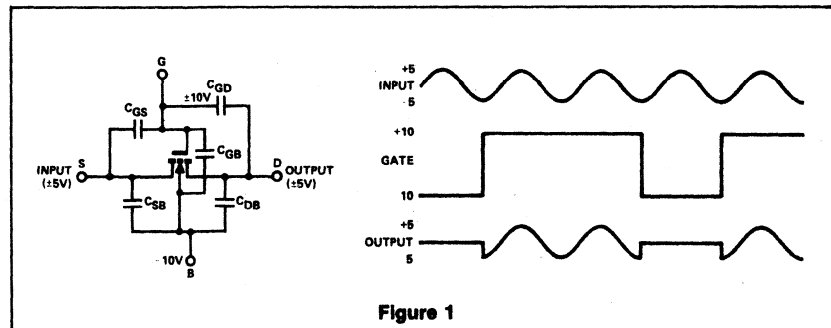 G
CGD
±10V
CGS
CGB
INPUT S
(±5V)
D OUTPUT
(±5V)
CSB
CDB
10V
B
+5
INPUT
5
+10
GATE
10
+5
OUTPUT
5
Figure 1